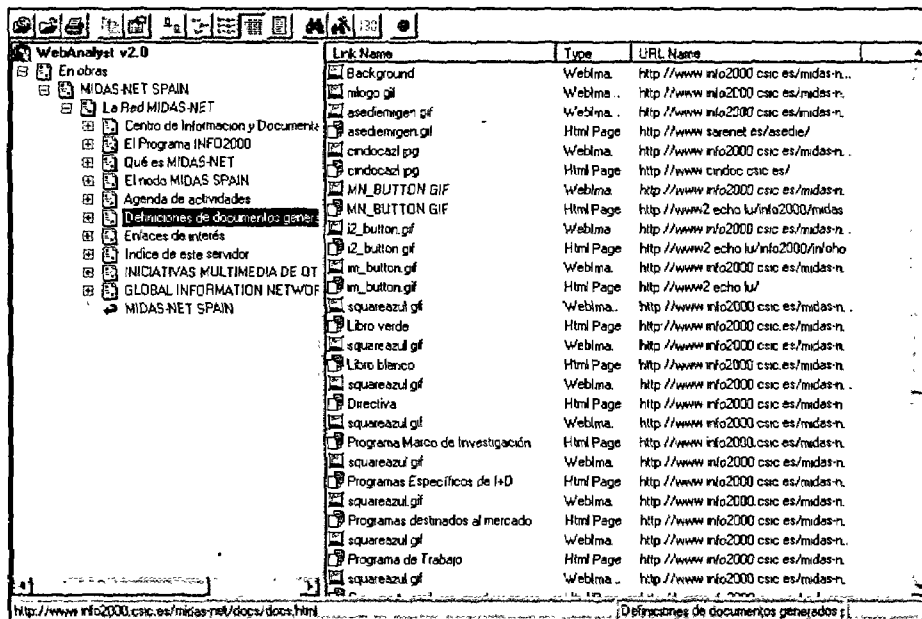 WebAnalyst v2.0
En obras
MIDAS-NET SPAIN
La Red MIDAS-NET
Centro de Informacion y Documenta
El Programa INFO2000
Qué es MIDAS-NET
El nodo MIDAS SPAIN
Agenda de actividades
Definiciones de documentos genera
Enlaces de interés
Indice de este servidor
INICIATIVAS MULTIMEDIA DE OT
GLOBAL INFORMATION NETWOR
MIDAS-NET SPAIN
Link Name Type URL Name
Background WebIma. http://www info2000 csic es/midas-n...
mlogo gif WebIma... http://www info2000 csic es/midas-n.
asediemigen gif WebIma... http://www info2000 csic es/midas-n.
asediemigen.gif Html Page http://www sarenet es/asedie/
cindocazl jpg WebIma. http://www info2000 csic es/midas-n...
cindocazl jpg Html Page http://www cindoc csic es/
MN_BUTTON GIF WebIma. http://www info2000 csic es/midas-n.
MN_BUTTON GIF Html Page http://www2 echo lu/info2000/midas
i2_button.gif WebIma http://www info2000 csic es/midas-n.
i2_button gif Html Page http://www2 echo lu/info2000/infoho
im_button gif WebIma. http://www info2000 csic es/midas-n.
im_button.gif Html Page http://www2 echo lu/
squareazul gif WebIma.. http://www info2000 csic es/midas-n...
Libro verde Html Page http://www info2000 csic es/midas-n.
squareazul gif WebIma. http://www info2000 csic es/midas-n.
Libro blanco Html Page http://www info2000 csic es/midas-n.
squareazul gif WebIma. http://www info2000 csic es/midas-n...
Directiva Html Page http://www info2000 csic es/midas-n
squareazul gif WebIma. http://www info2000 csic es/midas-n.
Programa Marco de Investigación Html Page http://www info2000.csic.es/midas-n.
squareazul gif WebIma. http://www info2000 csic es/midas-n.
Programas Específicos de I+D Html Page http://www info2000 csic es/midas-n.
squareazul.gif WebIma. http://www info2000 csic es/midas-n.
Programas destinados al mercado Html Page http://www info2000 csic es/midas-n.
squareazul gif WebIma. http://www info2000 csic es/midas-n...
Programa de Trabajo Html Page http://www info2000 csic es/midas-n.
squareazul gif WebIma... http://www info2000 csic es/midas-n.
http://www info2000.csic.es/midas-net/docs/docs.html Definiciones de documentos generados